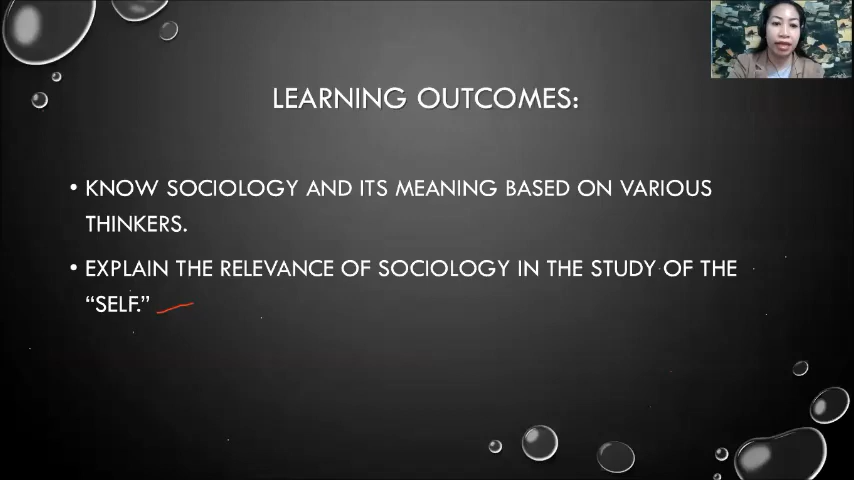 LEARNING OUTCOMES:
• KNOW SOCIOLOGY AND ITS MEANING BASED ON VARIOUS
THINKERS.
• EXPLAIN THE RELEVANCE OF SOCIOLOGY IN THE STUDY OF THE
“SELF.”